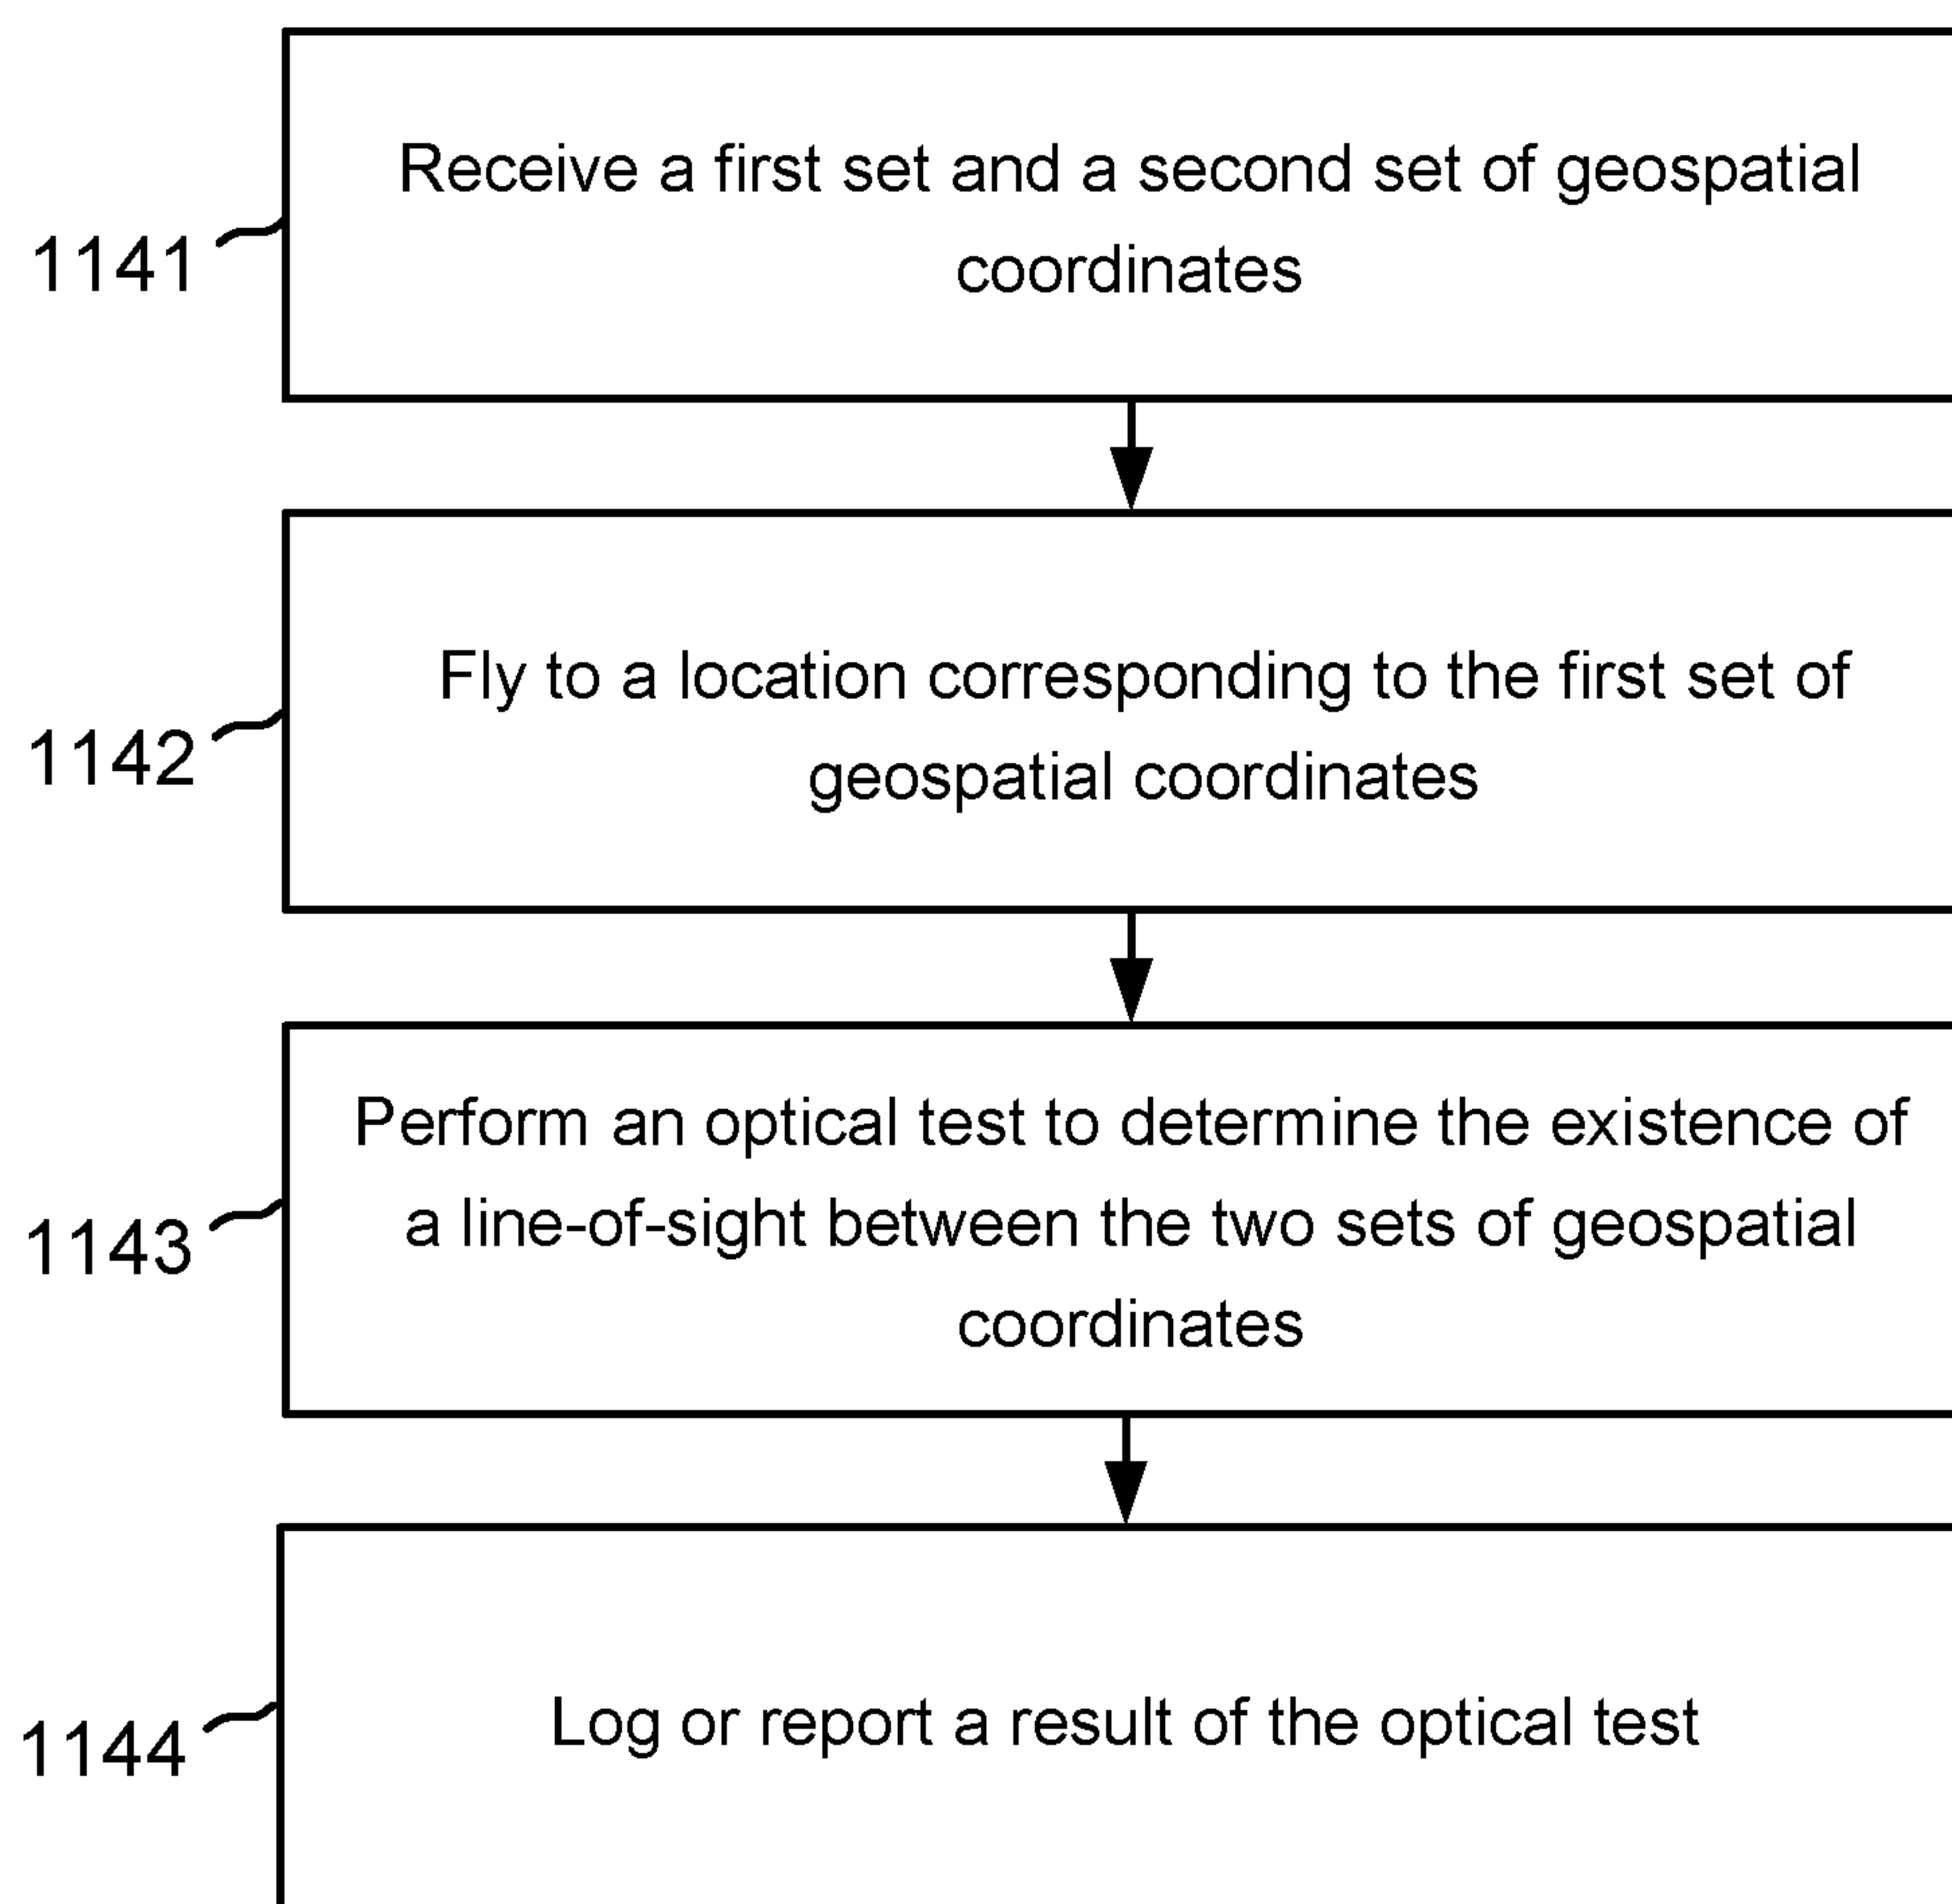 Receive a first set and a second set of geospatial
coordinates
1141
Fly to a location corresponding to the first set of
geospatial coordinates
1142
Perform an optical test to determine the existence of
a line-of-sight between the two sets of geospatial
coordinates
1143
Log or report a result of the optical test
1144